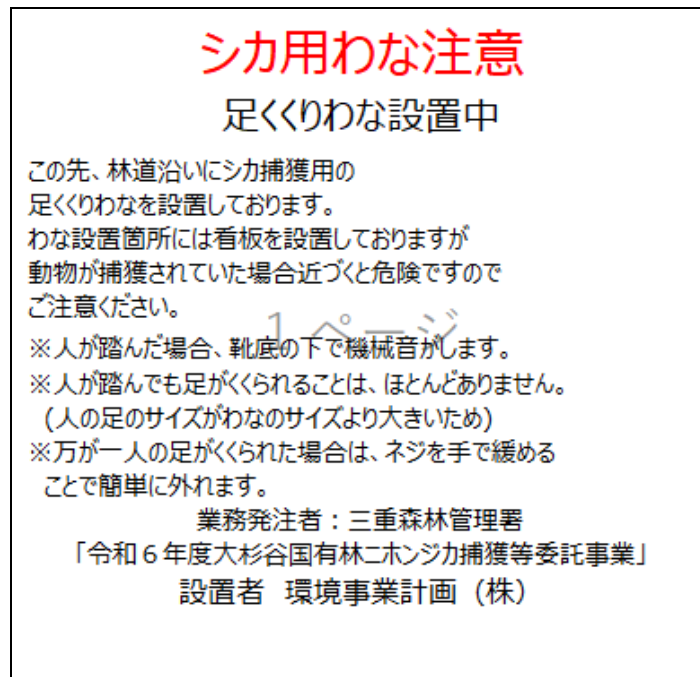 シカ用わな注意
足くくりわな設置中
この先、林道沿いにシカ捕獲用の
足くくりわなを設置しております。
わな設置箇所には看板を設置しておりますが
動物が捕獲されていた場合近づくと危険ですので
ご注意ください。
1 ページ
※人が踏んだ場合、靴底の下で機械音がします。
※人が踏んでも足がくくられることは、ほとんどありません。
(人の足のサイズがわなのサイズより大きいため)
※万が一人の足がくくられた場合は、ネジを手で緩める
ことで簡単に外れます。
業務発注者：三重森林管理署
「令和６年度大杉谷国有林ニホンジカ捕獲等委託事業」
設置者 環境事業計画（株）